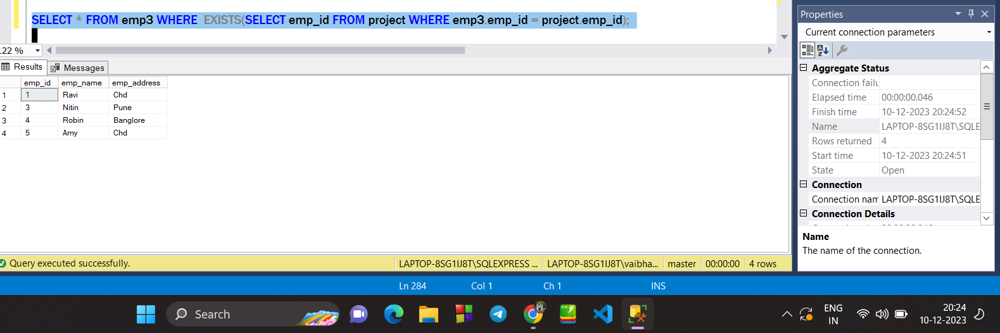 SELECT * FROM emp3 WHERE  EXISTS(SELECT emp_id FROM project WHERE emp3.emp_id = project.emp_id);
122 %
Results Messages
emp_id emp_name emp_address
1 1 Ravi Chd
2 3 Nitin Pune
3 4 Robin Banglore
4 5 Amy Chd
Query executed successfully. LAPTOP-8SG1IJ8T\SQLEXPRESS ... LAPTOP-8SG1IJ8T\vaibha... master 00:00:00 4 rows
Properties
Current connection parameters
Aggregate Status
Connection failu
Elapsed time 00:00:00.046
Finish time 10-12-2023 20:24:52
Name LAPTOP-8SG1IJ8T\SQLE
Rows returned 4
Start time 10-12-2023 20:24:51
State Open
Connection
Connection nam LAPTOP-8SG1IJ8T\SQLE
Connection Details
Name
The name of the connection.
Ln 284 Col 1 Ch 1 INS
Search
ENG
IN
20:24
10-12-2023